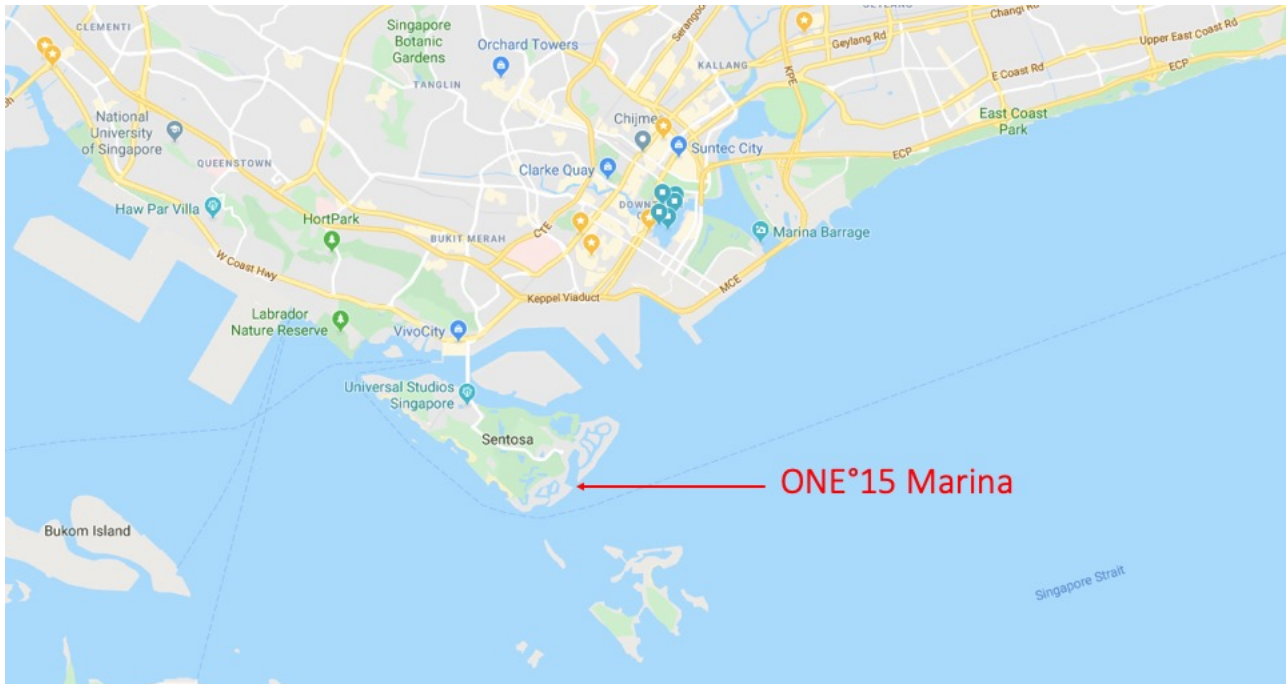 CLEMENTI
Singapore
Botanic
Gardens
Orchard Towers
TANGLIN
Serangoo
KALLANG
Geylang Rd
Changi Rd
Upper East Coast Rd
KPE
E Coast Rd
ECP
National
University
of Singapore
QUEENSTOWN
Chijmes
Suntec City
East Coast
Park
ECP
Clarke Quay
Haw Par Villa
HortPark
DOWNT
BUKIT MERAH
CTE
Marina Barrage
W Coast Hwy
MCE
Keppel Viaduct
Labrador
Nature Reserve
VivoCity
Universal Studios
Singapore
Sentosa
ONE°15 Marina
Bukom Island
Singapore Strait